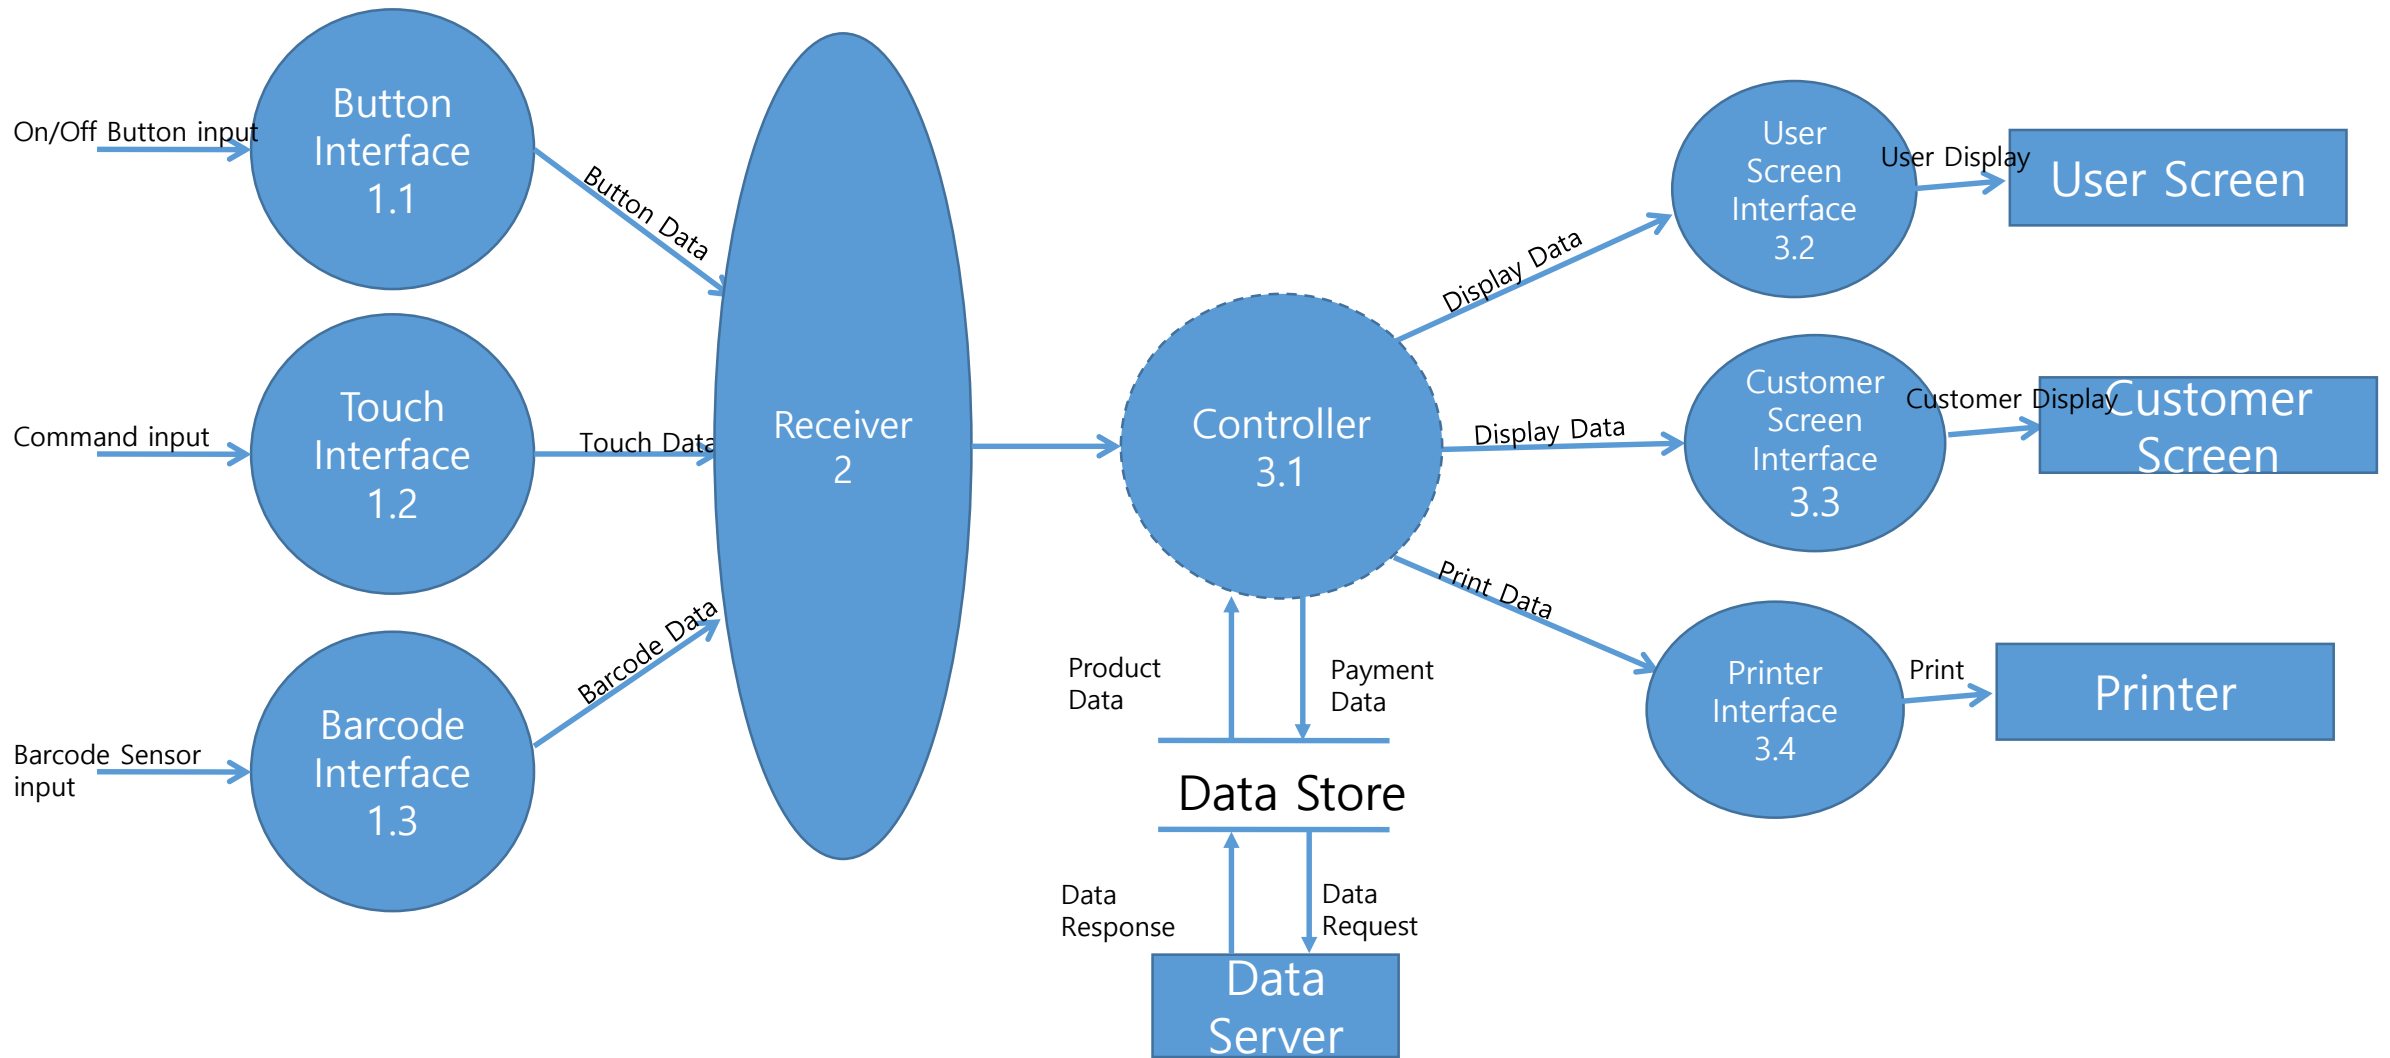 On/Off Button input
Button
Interface
1.1
Button Data
Command input
Touch
Interface
1.2
Touch Data
Barcode Sensor
input
Barcode
Interface
1.3
Barcode Data
Receiver
2
Controller
3.1
Display Data
User
Screen
Interface
3.2
User Display
User Screen
Display Data
Customer
Screen
Interface
3.3
Customer Display
Customer
Screen
Print Data
Printer
Interface
3.4
Print
Printer
Product
Data
Payment
Data
Data Store
Data
Response
Data
Request
Data
Server